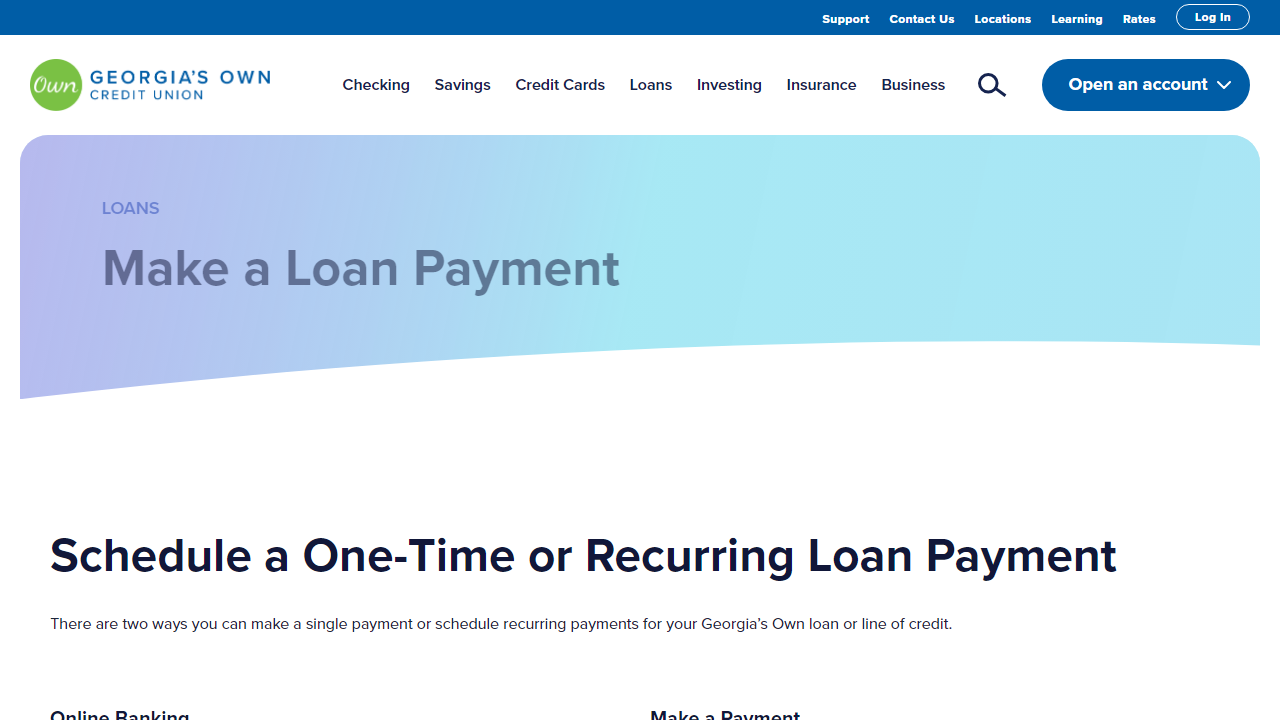 Support Contact Us Locations Learning Rates Log In
Own GEORGIA'S OWN
CREDIT UNION
Checking Savings Credit Cards Loans Investing Insurance Business Open an account
LOANS
Make a Loan Payment
Schedule a One-Time or Recurring Loan Payment
There are two ways you can make a single payment or schedule recurring payments for your Georgia’s Own loan or line of credit.
Online Banking Make a Payment